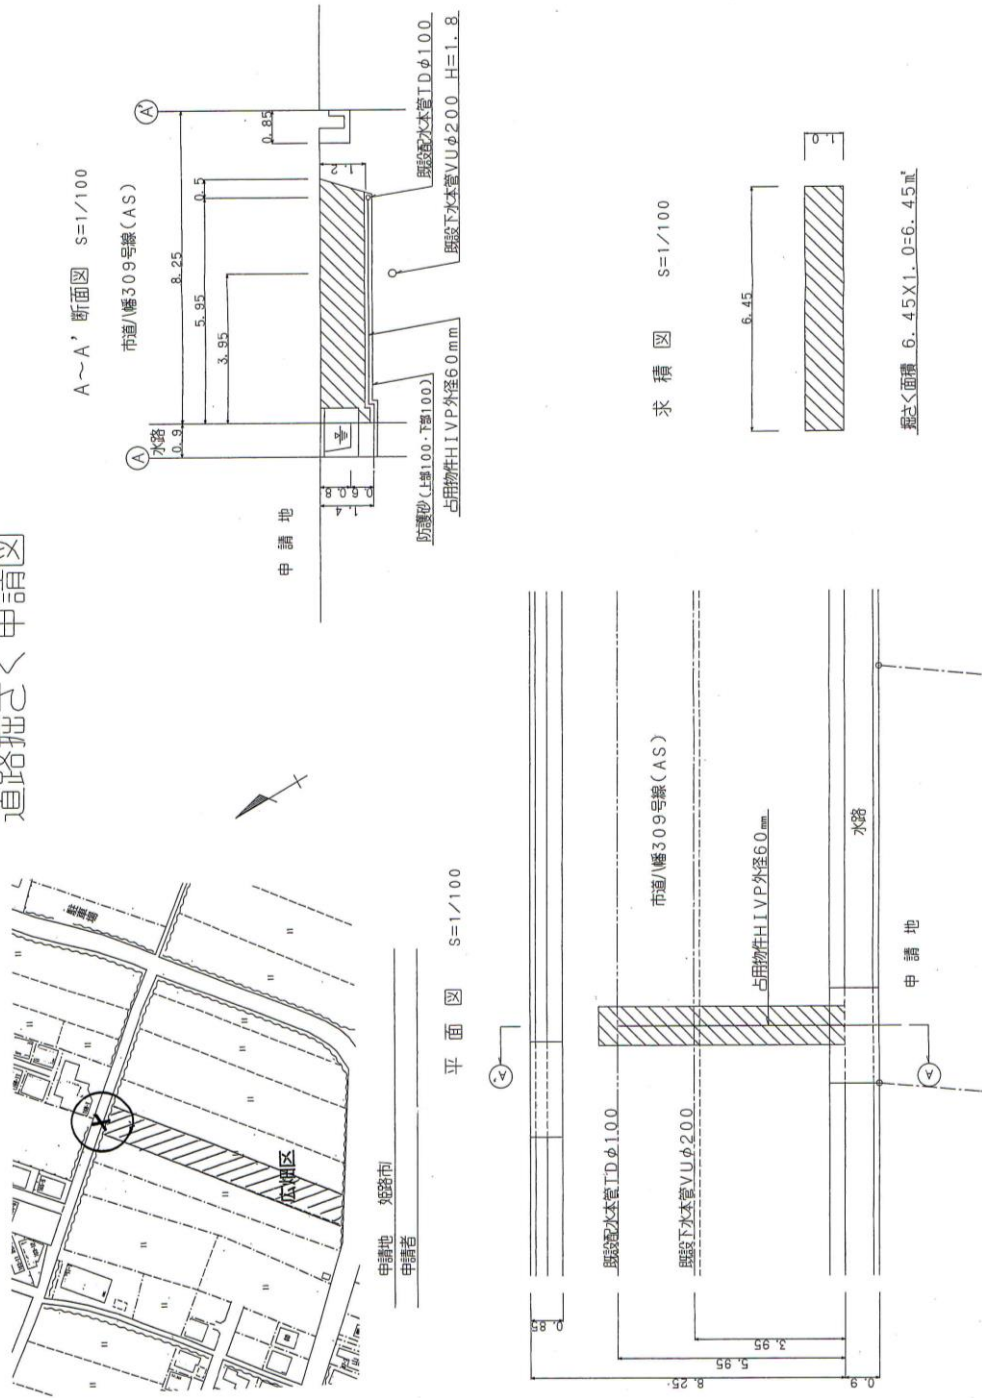 道路掘さく申請図
駐車場
広畑区
申請地 姫路市
申請者
A～A' 断面図 S=1/100
市道八幡309号線(AS)
A
A'
水路
0.9
8.25
5.95
0.5
3.95
0.85
1.2
0.8
0.6
1.4
申請地
防護砂(上部100・下部100)
占用物件HIVP外径60mm
既設配水本管TDφ100
既設下水本管VUφ200 H=1.8
平面図 S=1/100
A'
A
既設配水本管TDφ100
既設下水本管VUφ200
市道八幡309号線(AS)
占用物件HIVP外径60mm
水路
申請地
0.85
8.25
5.95
3.95
0.9
求積図 S=1/100
6.45
1.0
掘さく面積 6.45X1.0=6.45㎡